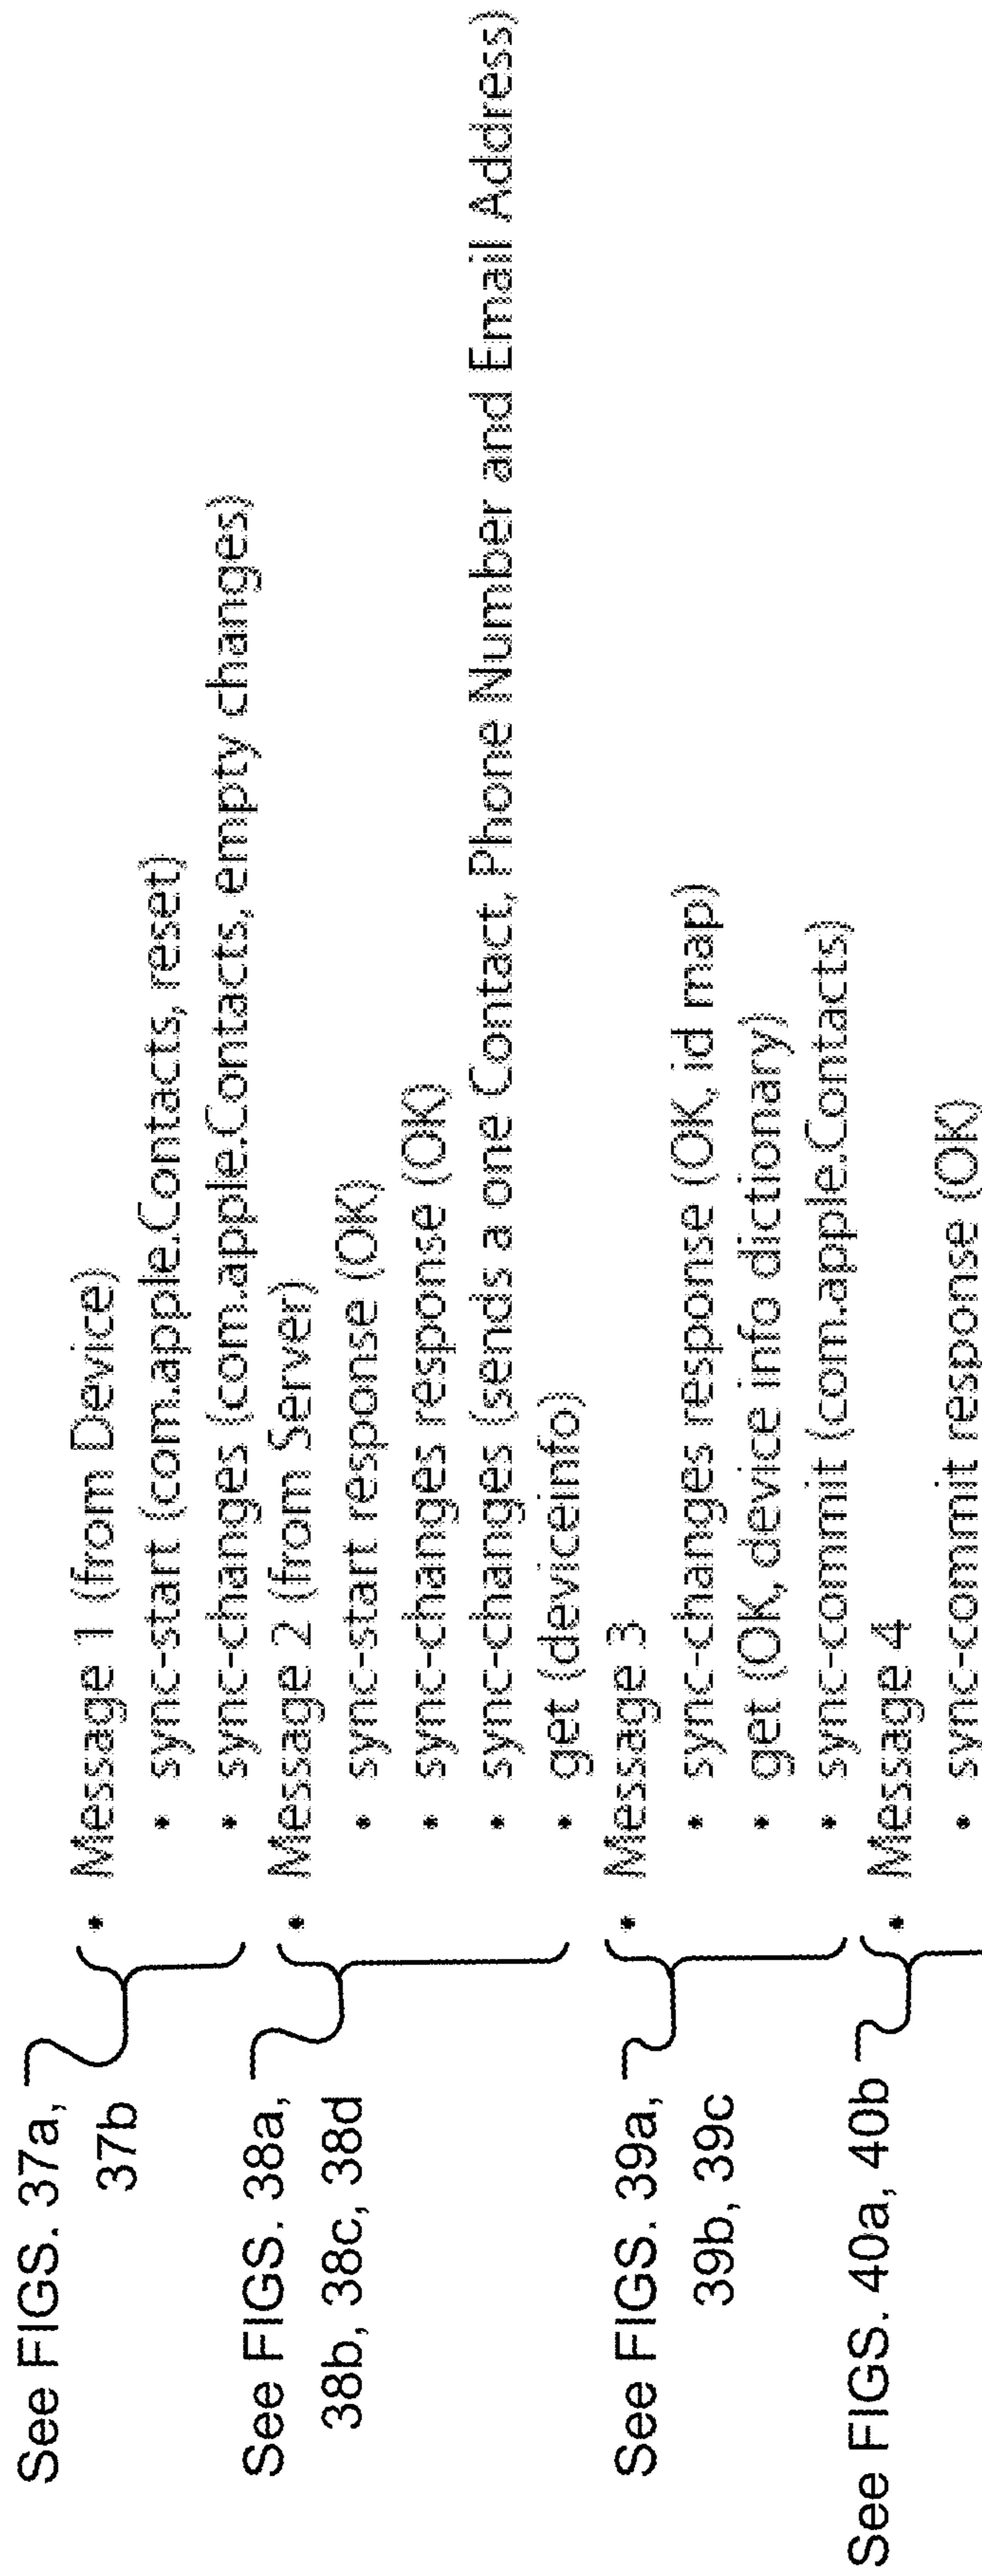 See FIGS. 37a,
37b
• Message 1 (from Device)
• sync-start (com.apple.Contacts, reset)
• sync-changes (com.apple.Contacts, empty changes)
See FIGS. 38a,
38b, 38c, 38d
• Message 2 (from Server)
• sync-start response (OK)
• sync-changes response (OK)
• sync-changes (sends a one Contact, Phone Number and Email Address)
• get (deviceinfo)
See FIGS. 39a,
39b, 39c
• Message 3
• sync-changes response (OK, id map)
• get (OK, device info dictionary)
• sync-commit (com.apple.Contacts)
See FIGS. 40a, 40b
• Message 4
• sync-commit response (OK)